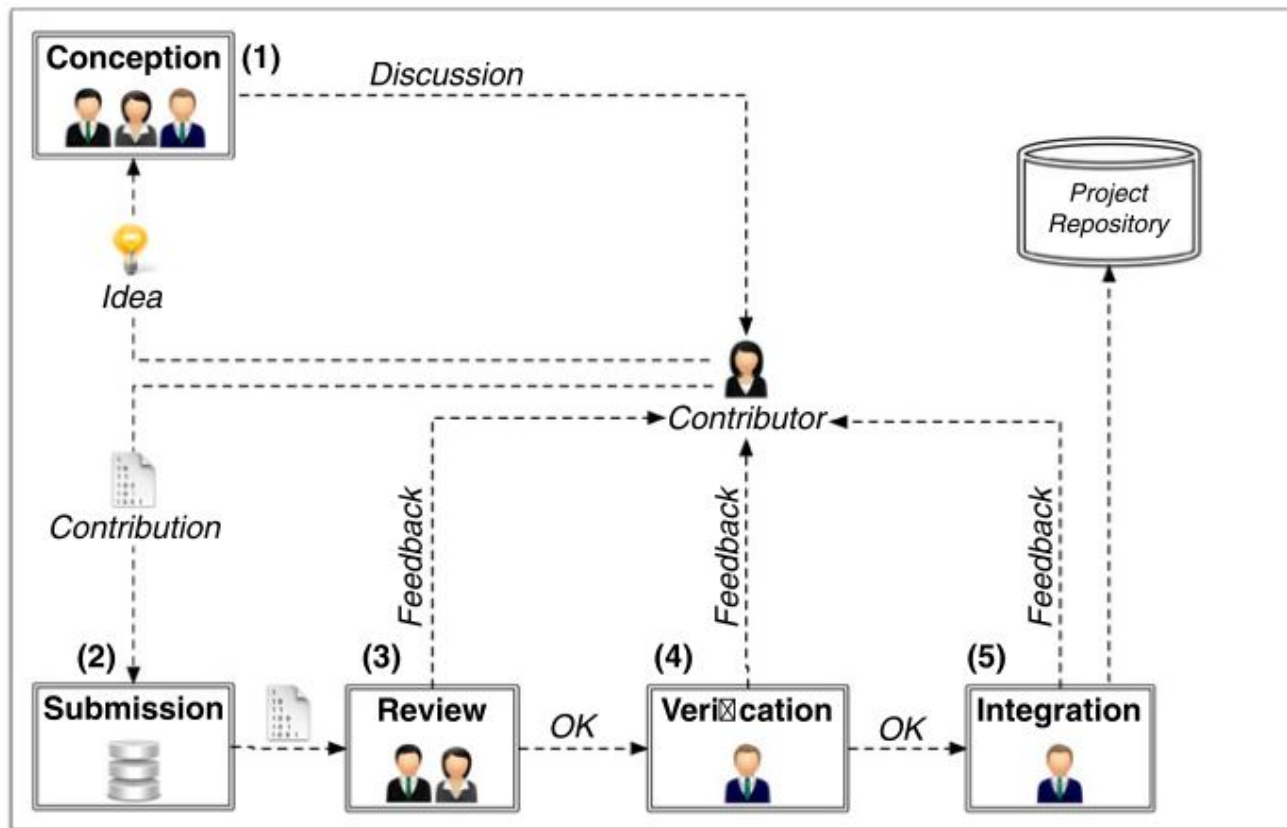 Conception (1)
Discussion
Project
Repository
Idea
Contributor
Contribution
Feedback
Feedback
Feedback
(2)
(3)
(4)
(5)
Submission
Review
OK
Veri☒cation
OK
Integration